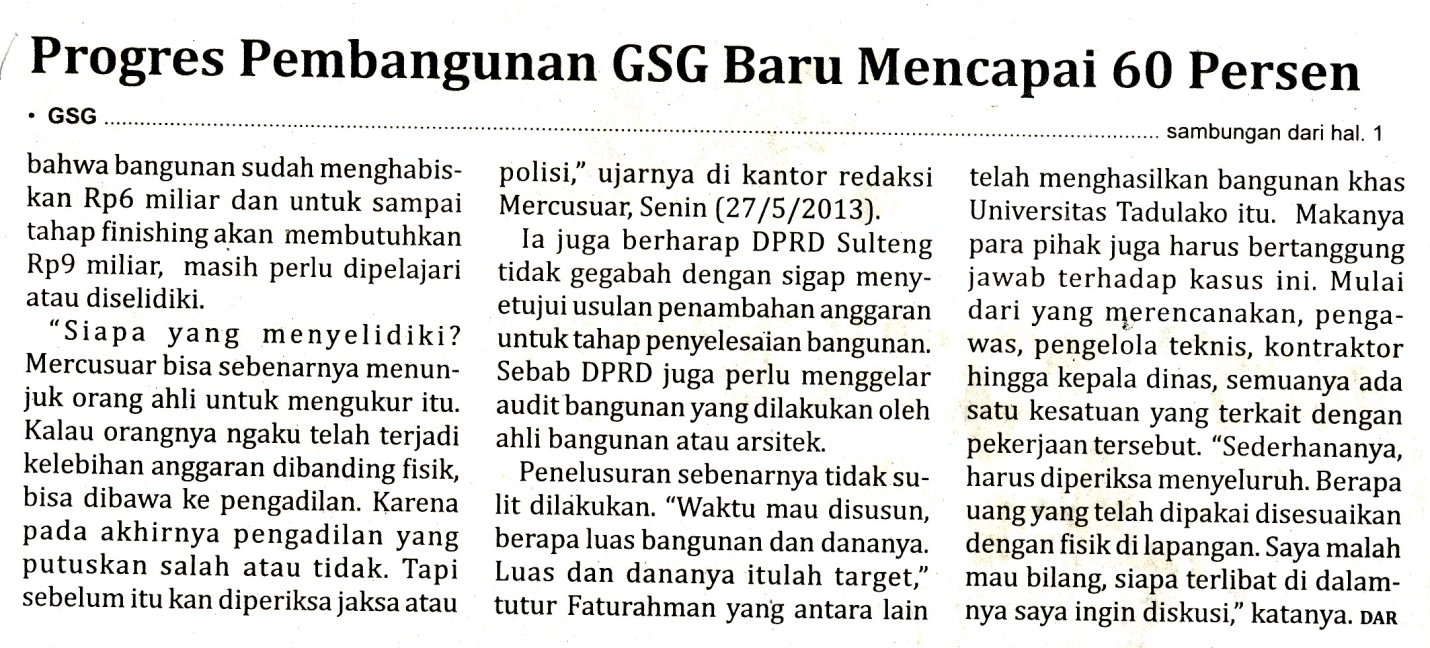 Progres Pembangunan GSG Baru Mencapai 60 Persen
• GSG ........................................................ sambungan dari hal. 1
bahwa bangunan sudah menghabis-
kan Rp6 miliar dan untuk sampai
tahap finishing akan membutuhkan
Rp9 miliar, masih perlu dipelajari
atau diselidiki.
“Siapa yang menyelidiki?
Mercusuar bisa sebenarnya menun-
juk orang ahli untuk mengukur itu.
Kalau orangnya ngaku telah terjadi
kelebihan anggaran dibanding fisik,
bisa dibawa ke pengadilan. Karena
pada akhirnya pengadilan yang
putuskan salah atau tidak. Tapi
sebelum itu kan diperiksa jaksa atau
polisi,” ujarnya di kantor redaksi
Mercusuar, Senin (27/5/2013).
Ia juga berharap DPRD Sulteng
tidak gegabah dengan sigap meny-
etujui usulan penambahan anggaran
untuk tahap penyelesaian bangunan.
Sebab DPRD juga perlu menggelar
audit bangunan yang dilakukan oleh
ahli bangunan atau arsitek.
Penelusuran sebenarnya tidak su-
lit dilakukan. “Waktu mau disusun,
berapa luas bangunan dan dananya.
Luas dan dananya itulah target,”
tutur Faturahman yang antara lain
telah menghasilkan bangunan khas
Universitas Tadulako itu. Makanya
para pihak juga harus bertanggung
jawab terhadap kasus ini. Mulai
dari yang merencanakan, penga-
was, pengelola teknis, kontraktor
hingga kepala dinas, semuanya ada
satu kesatuan yang terkait dengan
pekerjaan tersebut. “Sederhananya,
harus diperiksa menyeluruh. Berapa
uang yang telah dipakai disesuaikan
dengan fisik di lapangan. Saya malah
mau bilang, siapa terlibat di dalam-
nya saya ingin diskusi,” katanya. DAR